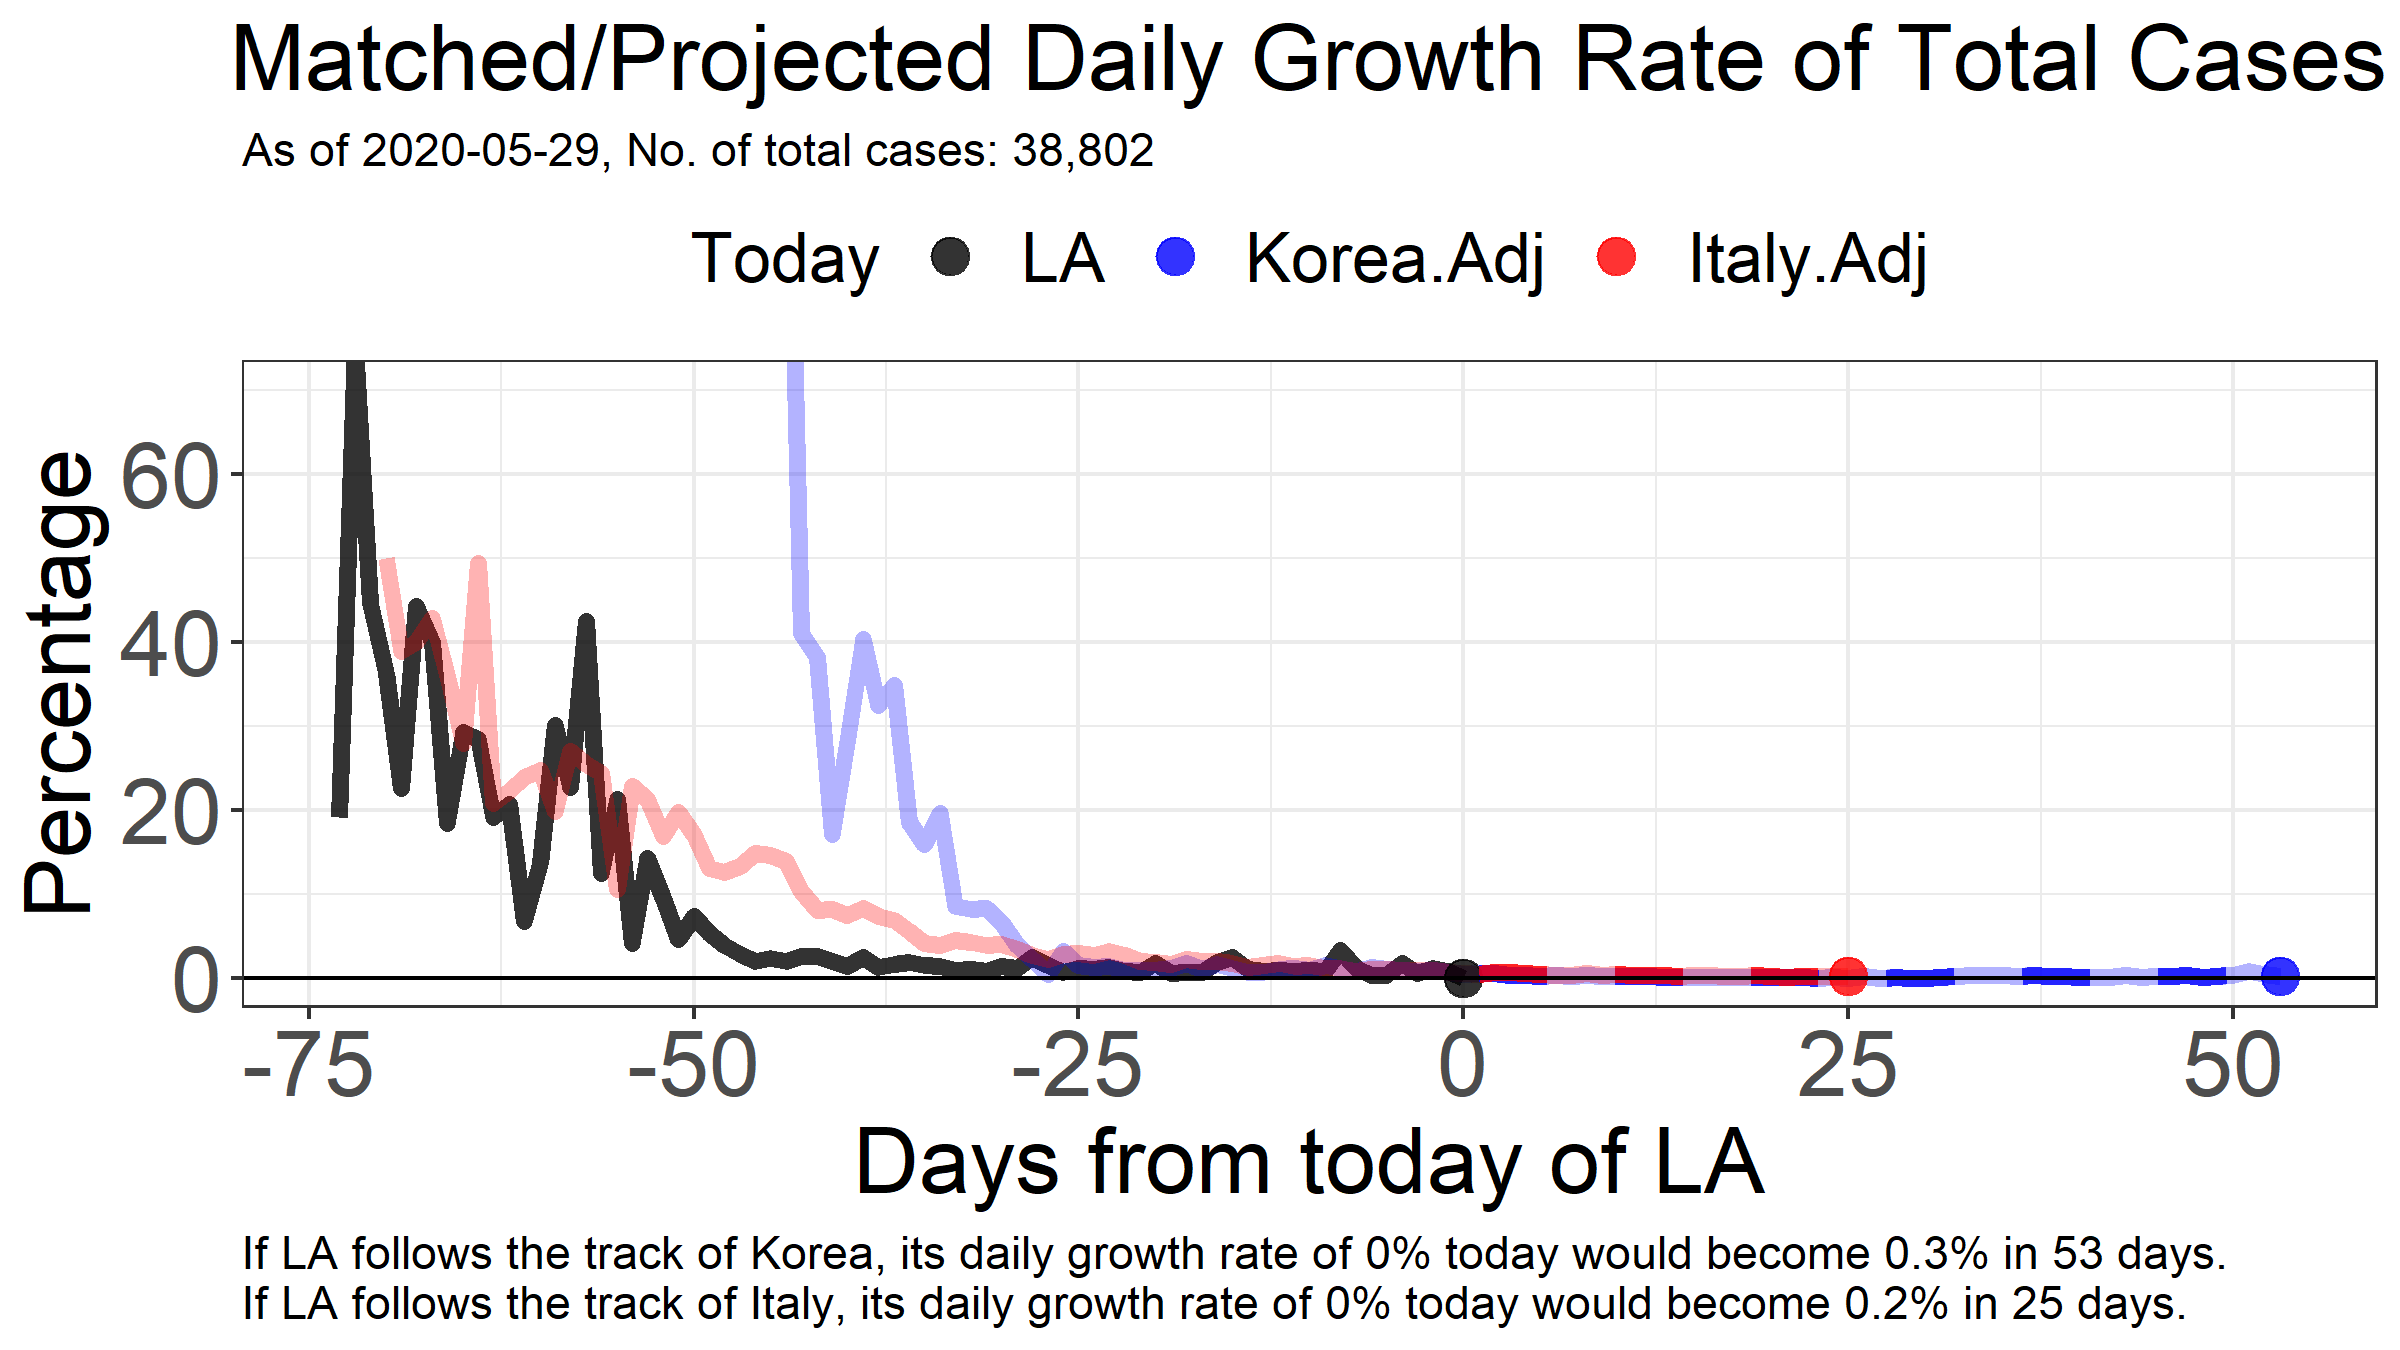 Matched/Projected Daily Growth Rate of Total Cases
As of 2020-05-29, No. of total cases: 38,802
Today LA Korea.Adj Italy.Adj
Percentage
60
40
20
0
-75 -50 -25 0 25 50
Days from today of LA
If LA follows the track of Korea, its daily growth rate of 0% today would become 0.3% in 53 days.
If LA follows the track of Italy, its daily growth rate of 0% today would become 0.2% in 25 days.